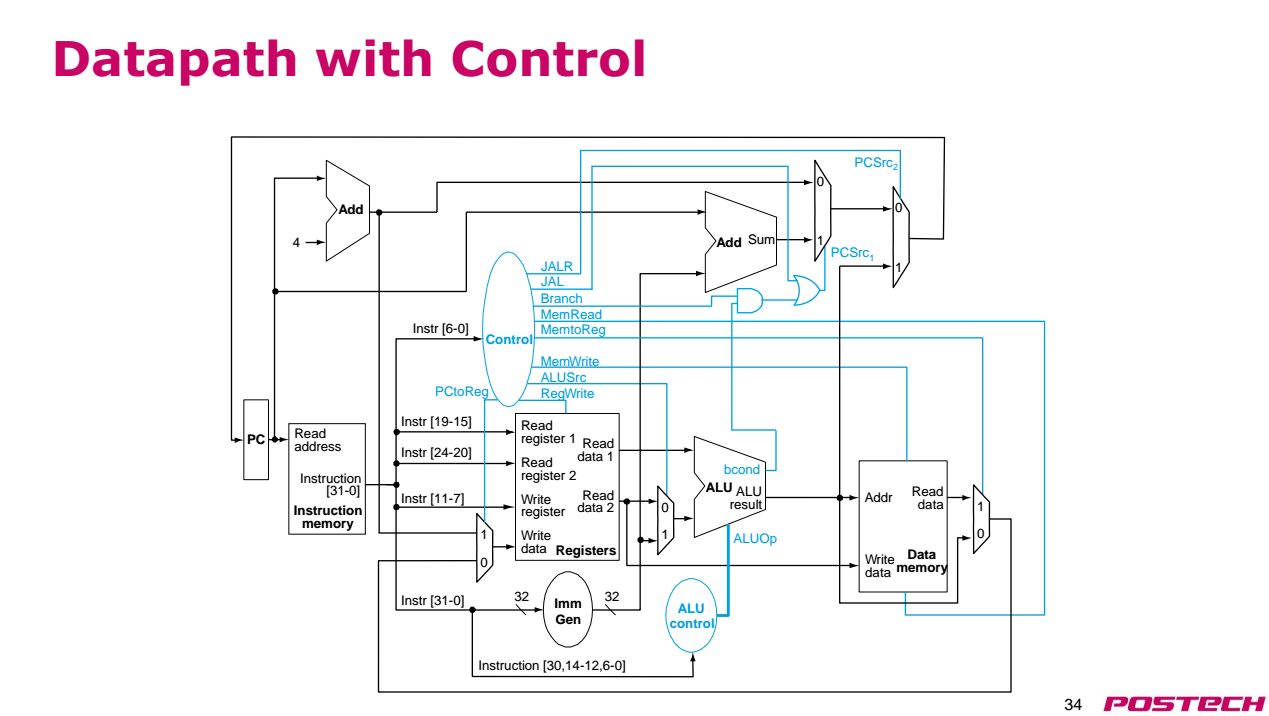 Datapath with Control
PCSrc₂
0
Add
0
Add Sum
4
1
PCSrc₁
JALR
1
JAL
Branch
MemRead
Instr [6-0]
MemtoReg
Control
MemWrite
ALUSrc
PCtoReg
RegWrite
PC
Read
address
Instr [19-15]
Read
register 1
Read
data 1
Instr [24-20]
Read
register 2
bcond
Instruction
[31-0]
Instruction
memory
Instr [11-7]
Write
register
Read
data 2
0
ALU
ALU
result
Addr
Read
data
1
1
Write
data
Registers
1
0
ALUOp
0
Write
data
Data
memory
Instr [31-0]
32
Imm
Gen
32
ALU
control
Instruction [30,14-12,6-0]
34
POSTECH